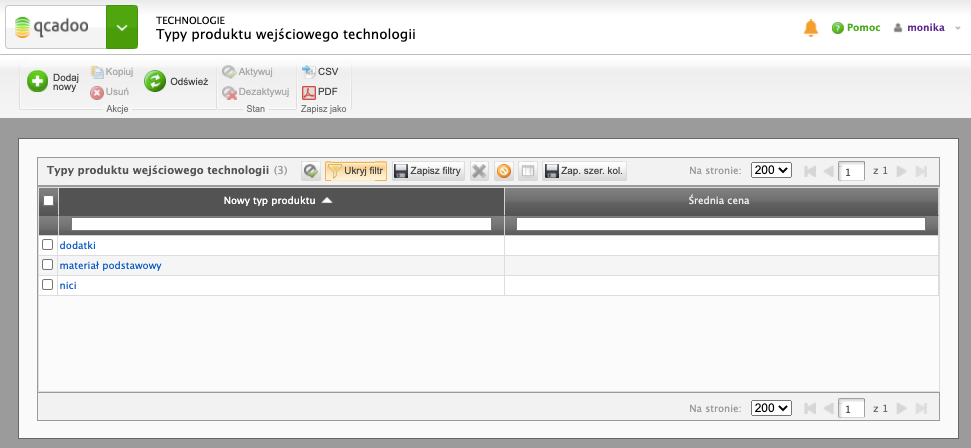 qcadoo
TECHNOLOGIE
Typy produktu wejściowego technologii
Pomoc
monika
Dodaj nowy
Kopiuj
Usuń
Odśwież
Akcje
Aktywuj
Dezaktywuj
Stan
CSV
PDF
Zapisz jako
Typy produktu wejściowego technologii (3)
Ukryj filtr
Zapisz filtry
Zap. szer. kol.
Na stronie: 200 1 z 1
Nowy typ produktu Średnia cena
dodatki
materiał podstawowy
nici
Na stronie: 200 1 z 1